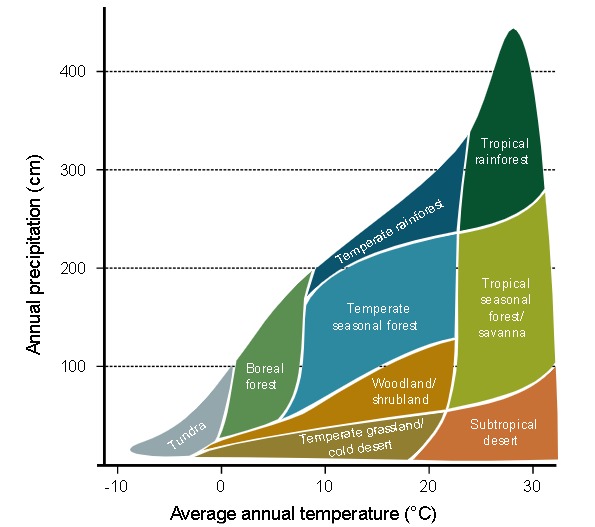 400
300
200
100
Annual precipitation (cm)
Tropical
rainforest
Temperate rainforest
Tropical
seasonal
forest/
savanna
Temperate
seasonal forest
Boreal
forest
Woodland/
shrubland
Tundra
Temperate grassland/
cold desert
Subtropical
desert
-10
0
10
20
30
Average annual temperature (°C)